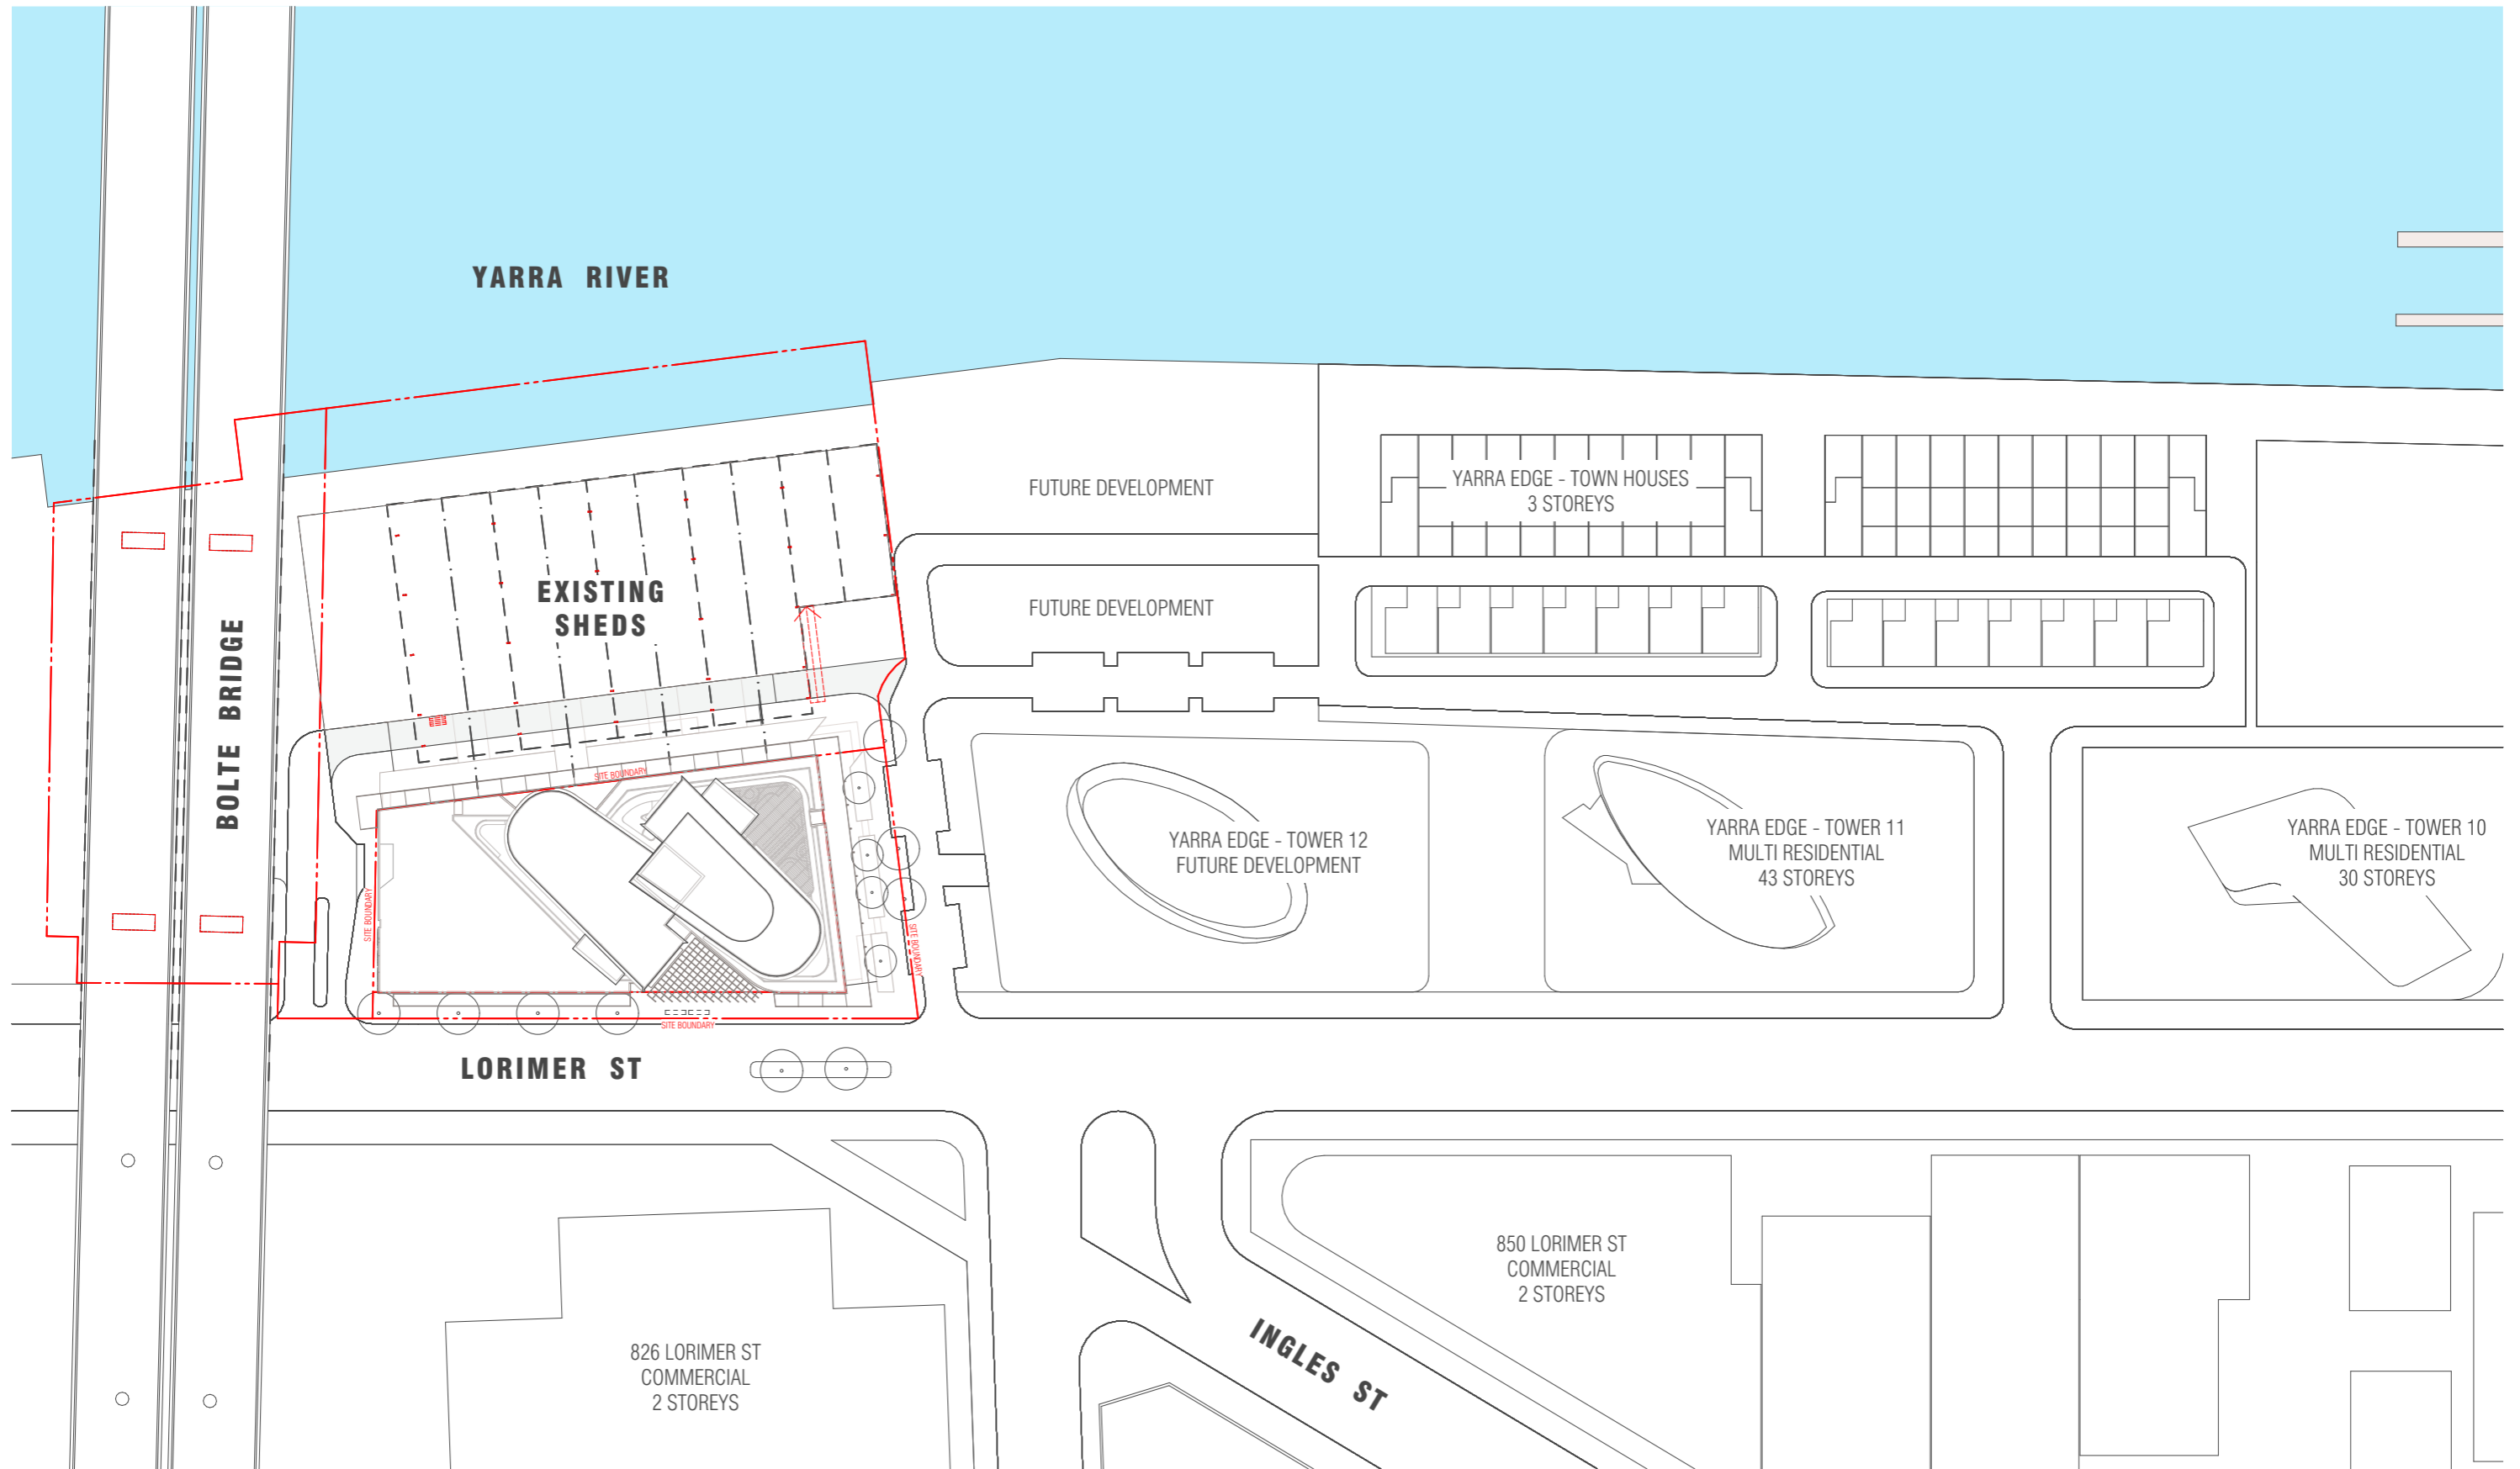 YARRA RIVER
FUTURE DEVELOPMENT
YARRA EDGE - TOWN HOUSES
3 STOREYS
EXISTING
SHEDS
FUTURE DEVELOPMENT
BOLTE BRIDGE
SITE BOUNDARY
YARRA EDGE - TOWER 12
FUTURE DEVELOPMENT
YARRA EDGE - TOWER 11
MULTI RESIDENTIAL
43 STOREYS
YARRA EDGE - TOWER 10
MULTI RESIDENTIAL
30 STOREYS
SITE BOUNDARY
SITE BOUNDARY
SITE BOUNDARY
LORIMER ST
850 LORIMER ST
COMMERCIAL
2 STOREYS
INGLES ST
826 LORIMER ST
COMMERCIAL
2 STOREYS